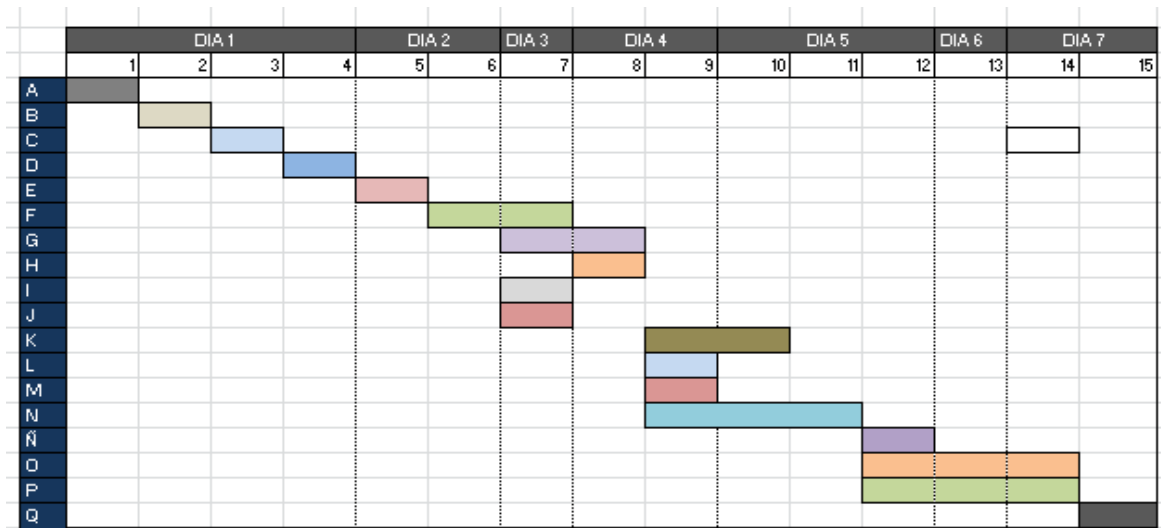 DIA 1 DIA 2 DIA 3 DIA 4 DIA 5 DIA 6 DIA 7
1 2 3 4 5 6 7 8 9 10 11 12 13 14 15
A
B
C
D
E
F
G
H
I
J
K
L
M
N
Ñ
O
P
Q